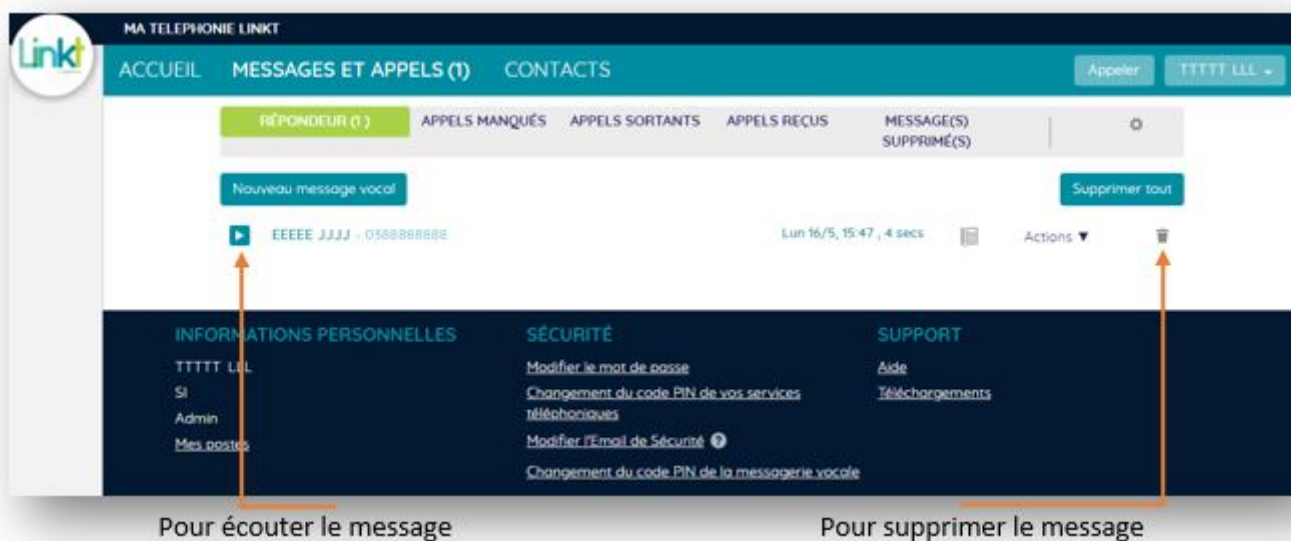 Linkt
MA TELEPHONIE LINKT
ACCUEIL MESSAGES ET APPELS (1) CONTACTS Appeler TTTTT LLL
RÉPONDEUR (1) APPELS MANQUÉS APPELS SORTANTS APPELS REÇUS MESSAGE(S)
SUPPRIMÉ(S)
Nouveau message vocal Supprimer tout
EEEEE JJJJ - 0388888888 Lun 16/5, 15:47 , 4 secs Actions ▼
INFORMATIONS PERSONNELLES SÉCURITÉ SUPPORT
TTTTT LLL Modifier le mot de passe Aide
SI Changement du code PIN de vos services Téléchargements
téléphoniques
Admin
Mes postes Modifier l'Email de Sécurité ?
Changement du code PIN de la messagerie vocale
Pour écouter le message Pour supprimer le message